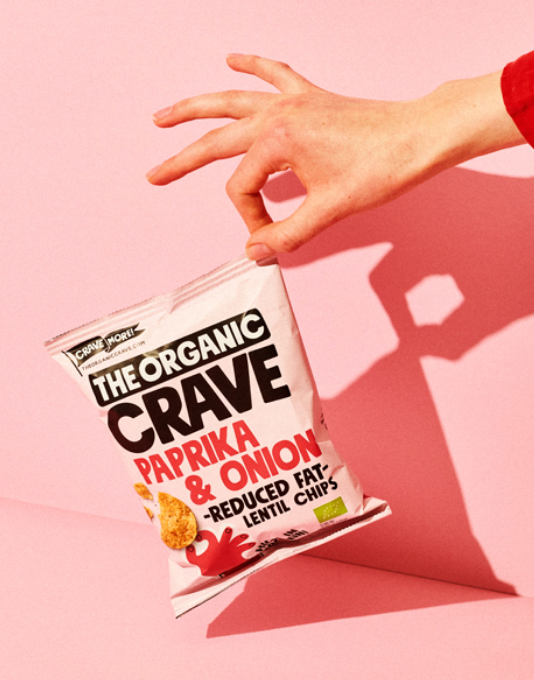 CRAVE MORE!
THEORGANICCRAVE.COM
THE ORGANIC
CRAVE
PAPRIKA
& ONION
-REDUCED FAT-
LENTIL CHIPS